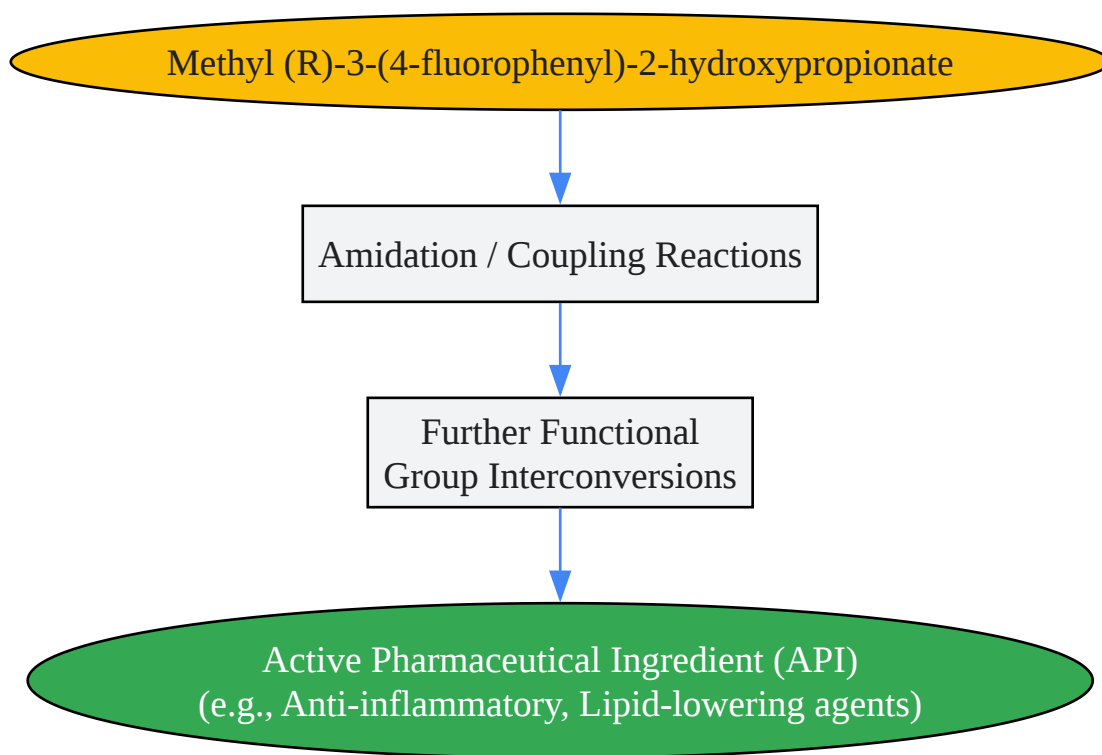 Methyl (R)-3-(4-fluorophenyl)-2-hydroxypropionate
Amidation / Coupling Reactions
Further Functional
Group Interconversions
Active Pharmaceutical Ingredient (API)
(e.g., Anti-inflammatory, Lipid-lowering agents)